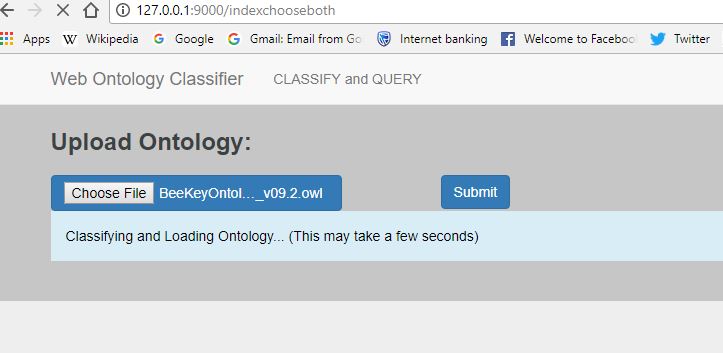 127.0.0.1:9000/indexchooseboth
Apps W Wikipedia G Google G Gmail: Email from Go Internet banking f Welcome to Faceboo Twitter
Web Ontology Classifier CLASSIFY and QUERY
Upload Ontology:
Choose File BeeKeyOntol..._v09.2.owl Submit
Classifying and Loading Ontology... (This may take a few seconds)